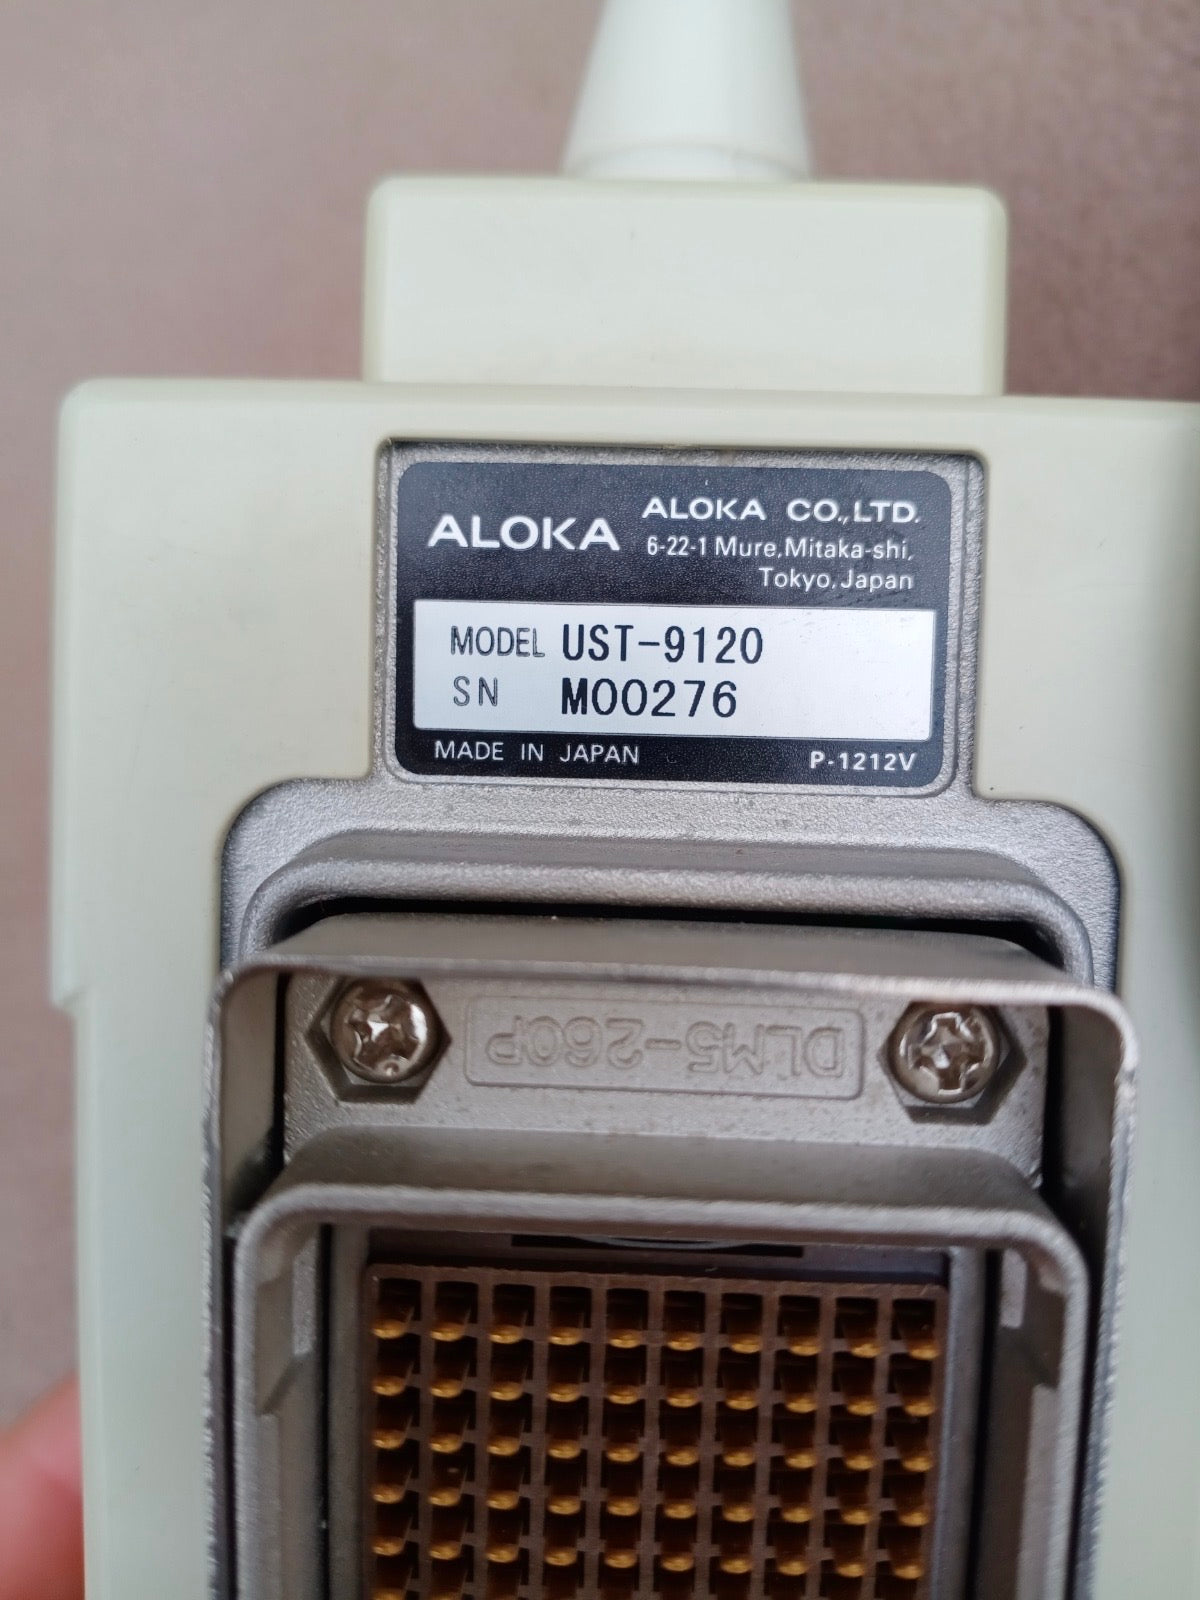 ALOKA
ALOKA CO.,LTD.
6-22-1 Mure,Mitaka-shi,
Tokyo,Japan
MODEL UST-9120
SN M00276
MADE IN JAPAN
P-1212V
DLM5-260P